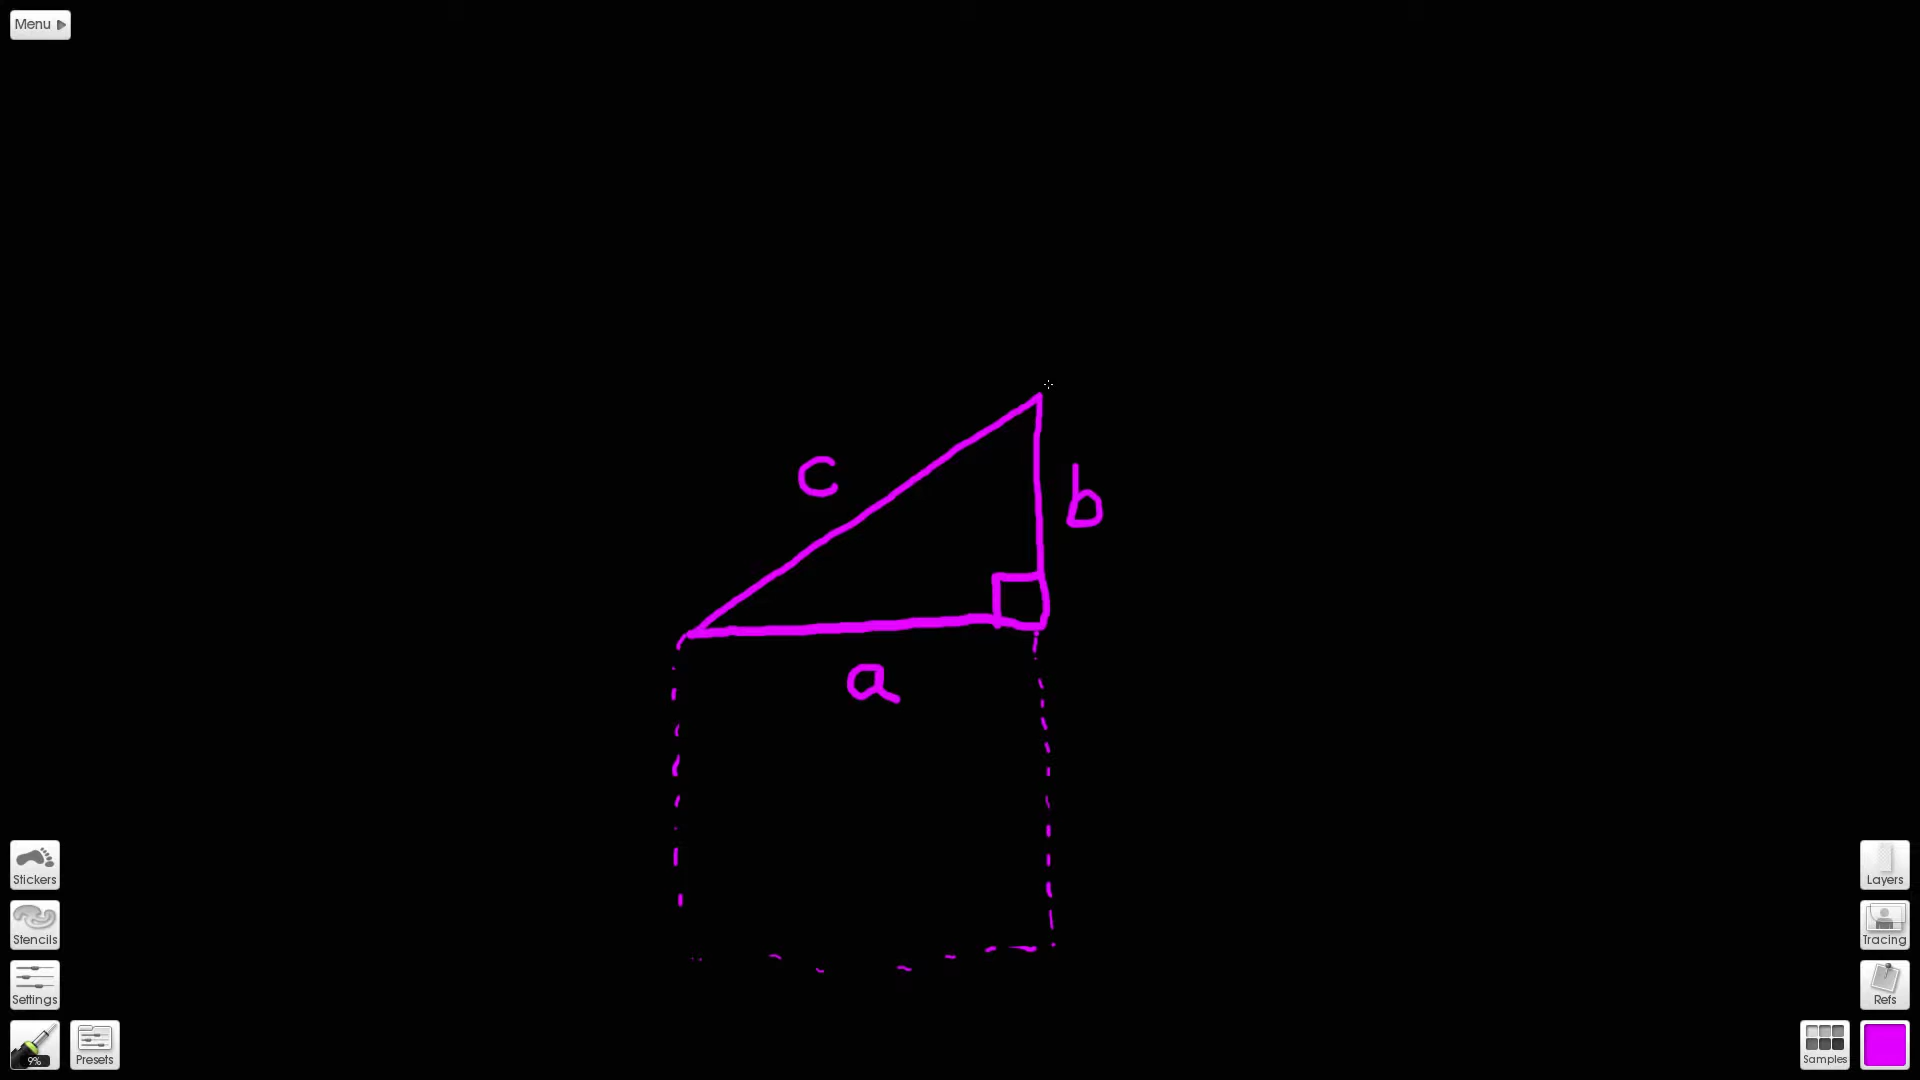 Menu
c
b
a
Stickers
Stencils
Settings
9%
Presets
Layers
Tracing
Refs
Samples